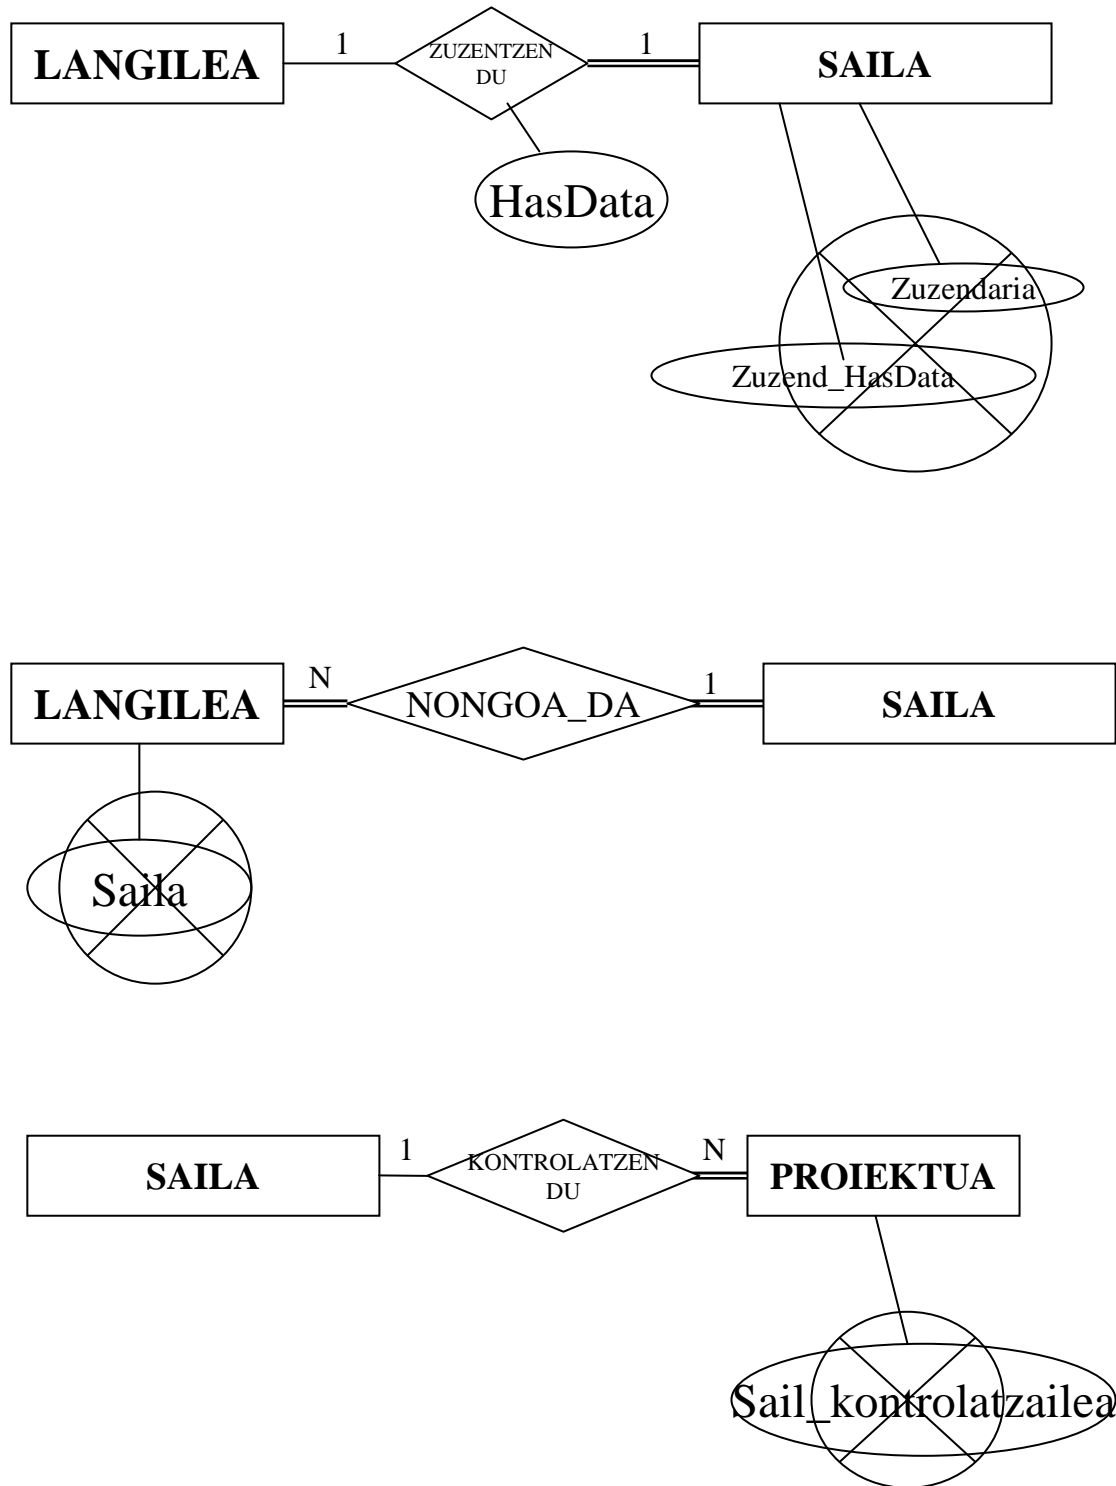 LANGILEA
1
ZUZENTZEN
DU
1
SAILA
HasData
Zuzendaria
Zuzend_HasData
LANGILEA
N
NONGOA_DA
1
SAILA
Saila
SAILA
1
KONTROLATZEN
DU
N
PROIEKTUA
Sail_kontrolatzailea